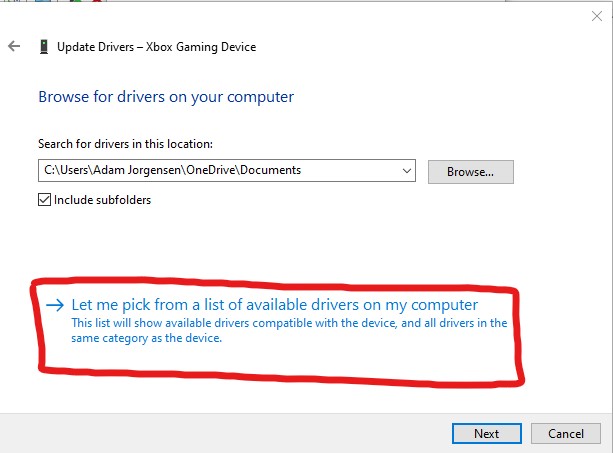 Update Drivers – Xbox Gaming Device
Browse for drivers on your computer
Search for drivers in this location:
C:\Users\Adam Jorgensen\OneDrive\Documents
Browse...
Include subfolders
Let me pick from a list of available drivers on my computer
This list will show available drivers compatible with the device, and all drivers in the
same category as the device.
Next
Cancel